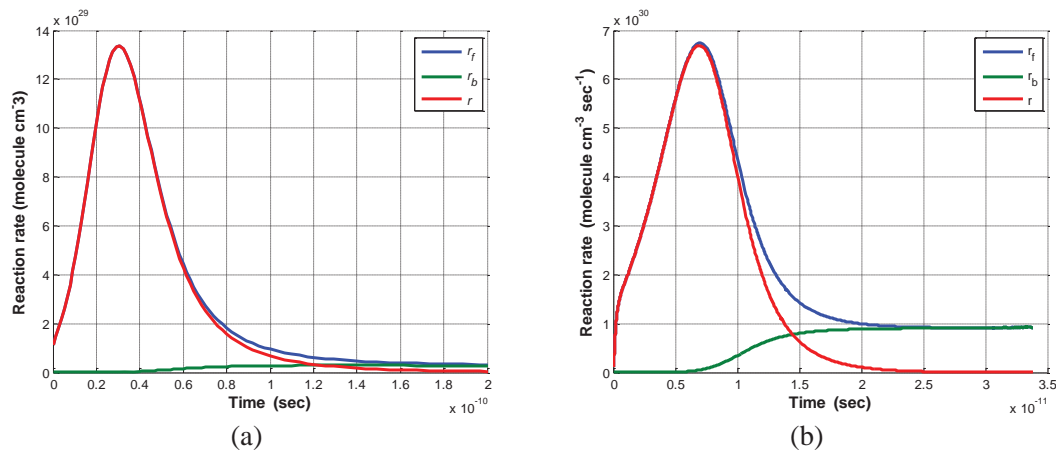 x 10^29
14
12
10
8
6
4
2
0
Reaction rate (molecule cm^-3)
0 0.2 0.4 0.6 0.8 1 1.2 1.4 1.6 1.8 2
Time (sec)
x 10^-10
r_f
r_b
r
(a)
x 10^30
7
6
5
4
3
2
1
0
Reaction rate (molecule cm^-3 sec^-1)
0 0.5 1 1.5 2 2.5 3 3.5
Time (sec)
x 10^-11
r_f
r_b
r
(b)